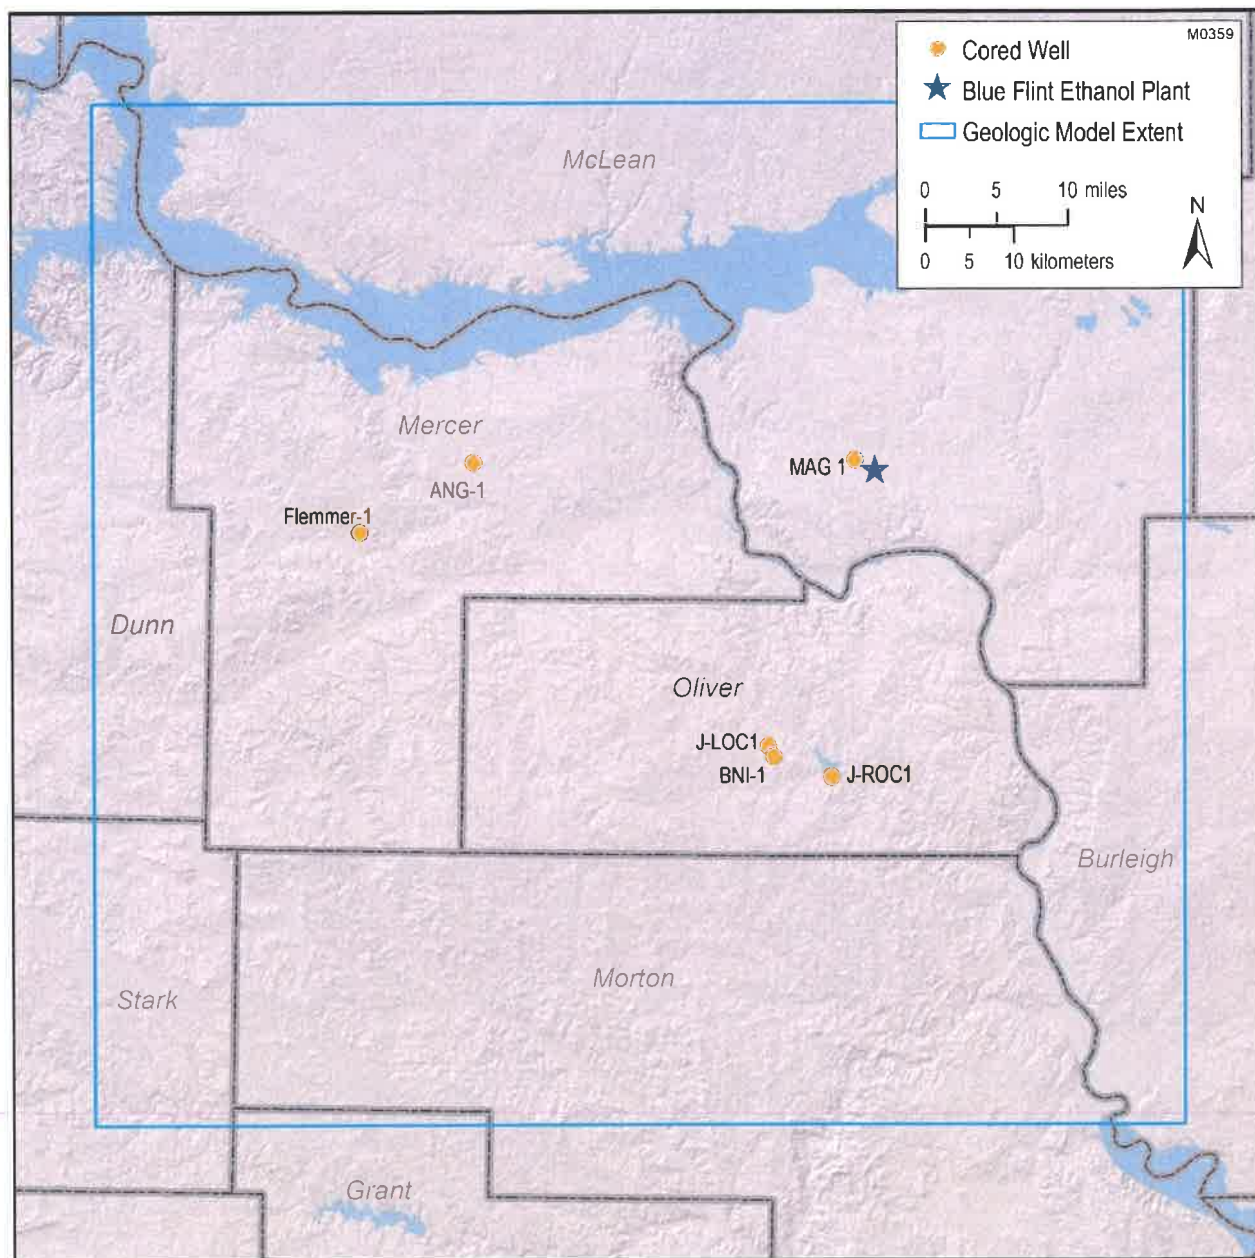 M0359
Cored Well
Blue Flint Ethanol Plant
Geologic Model Extent
0 5 10 miles
0 5 10 kilometers
N
McLean
Mercer
ANG-1
MAG 1
Flemmer-1
Dunn
Oliver
J-LOC1
BNI-1
J-ROC1
Burleigh
Stark
Morton
Grant